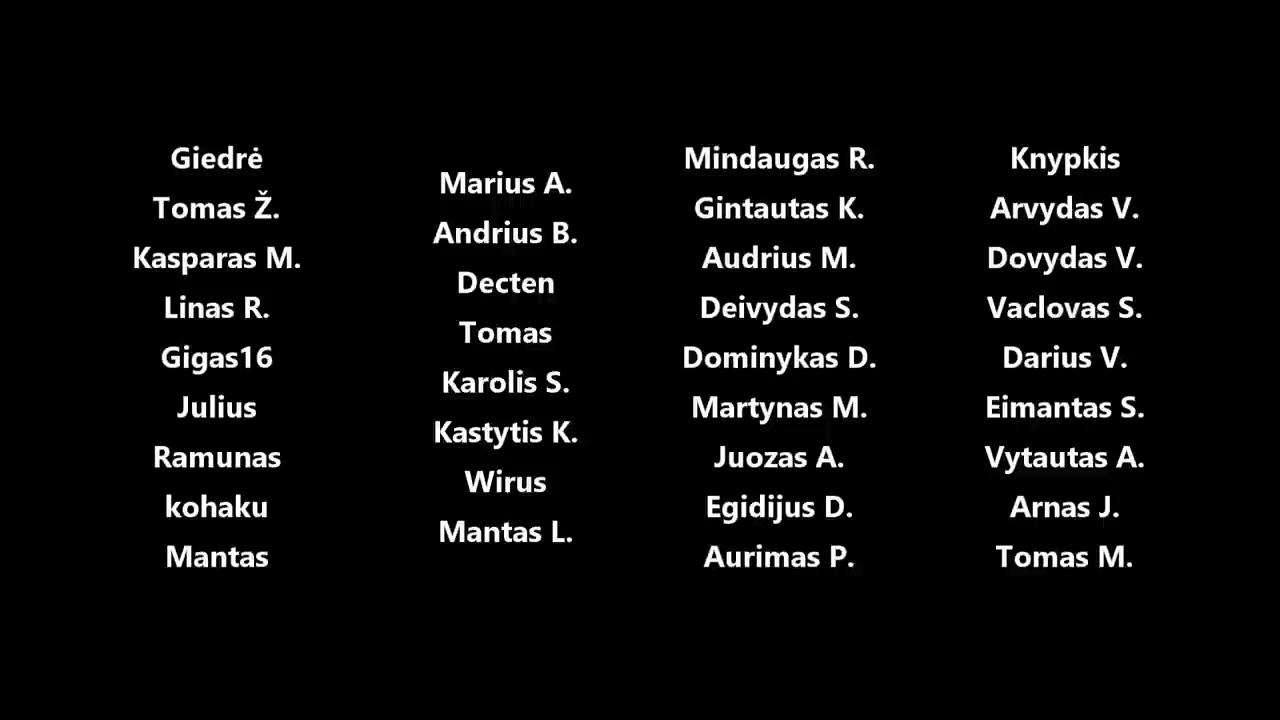 Giedrė
Tomas Ž.
Kasparas M.
Linas R.
Gigas16
Julius
Ramunas
kohaku
Mantas
Marius A.
Andrius B.
Decten
Tomas
Karolis S.
Kastytis K.
Wirus
Mantas L.
Mindaugas R.
Gintautas K.
Audrius M.
Deivydas S.
Dominykas D.
Martynas M.
Juozas A.
Egidijus D.
Aurimas P.
Knypkis
Arvydas V.
Dovydas V.
Vaclovas S.
Darius V.
Eimantas S.
Vytautas A.
Arnas J.
Tomas M.